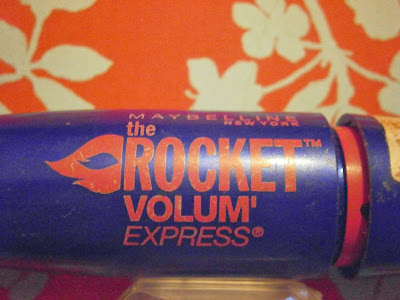 MAYBELLINE
NEW YORK
the
ROCKET™
VOLUM'
EXPRESS®